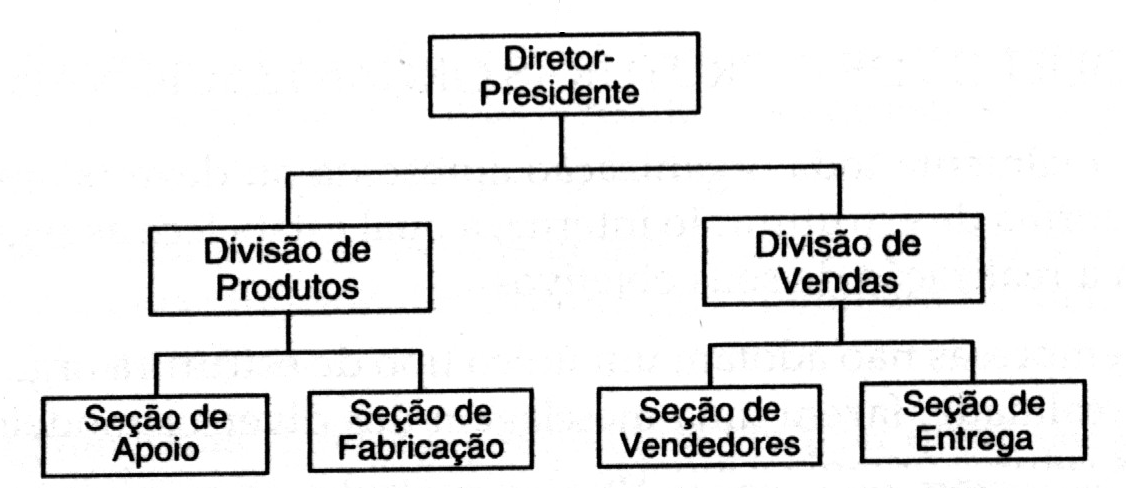 Diretor-
Presidente
Divisão de
Produtos
Divisão de
Vendas
Seção de
Apoio
Seção de
Fabricação
Seção de
Vendedores
Seção de
Entrega